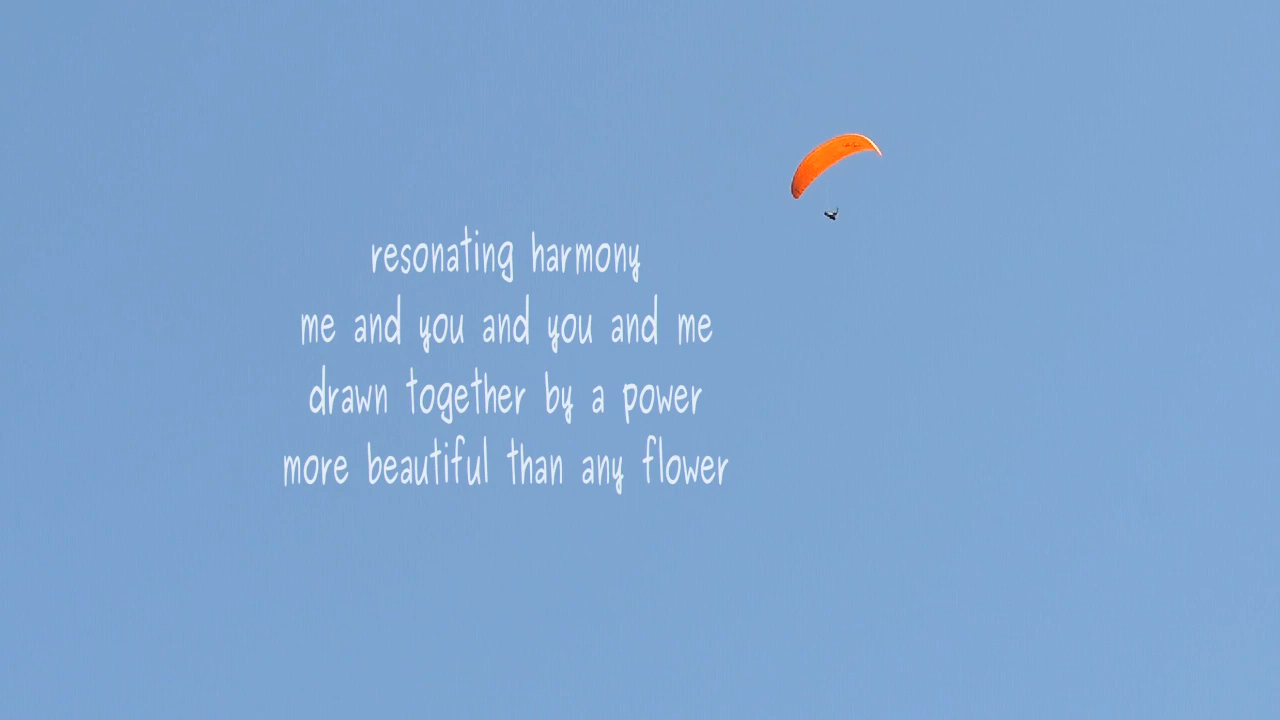 resonating harmony
me and you and you and me
drawn together by a power
more beautiful than any flower